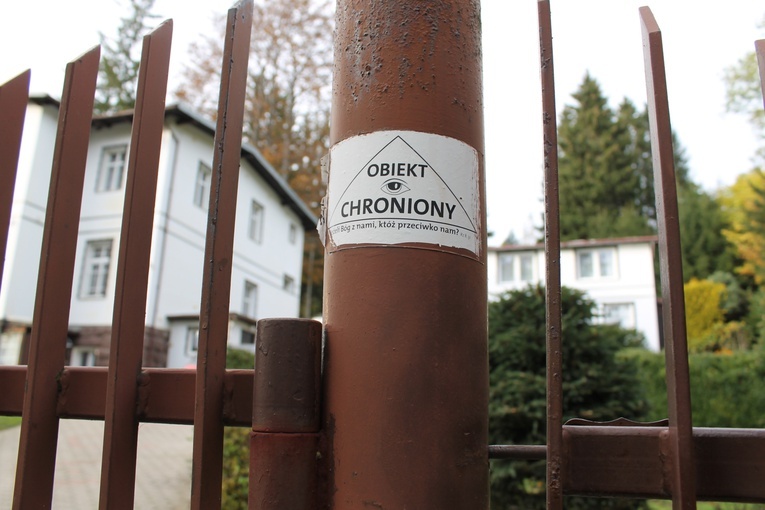 OBIEKT
CHRONIONY
Bóg z nami, któż przeciwko nam?